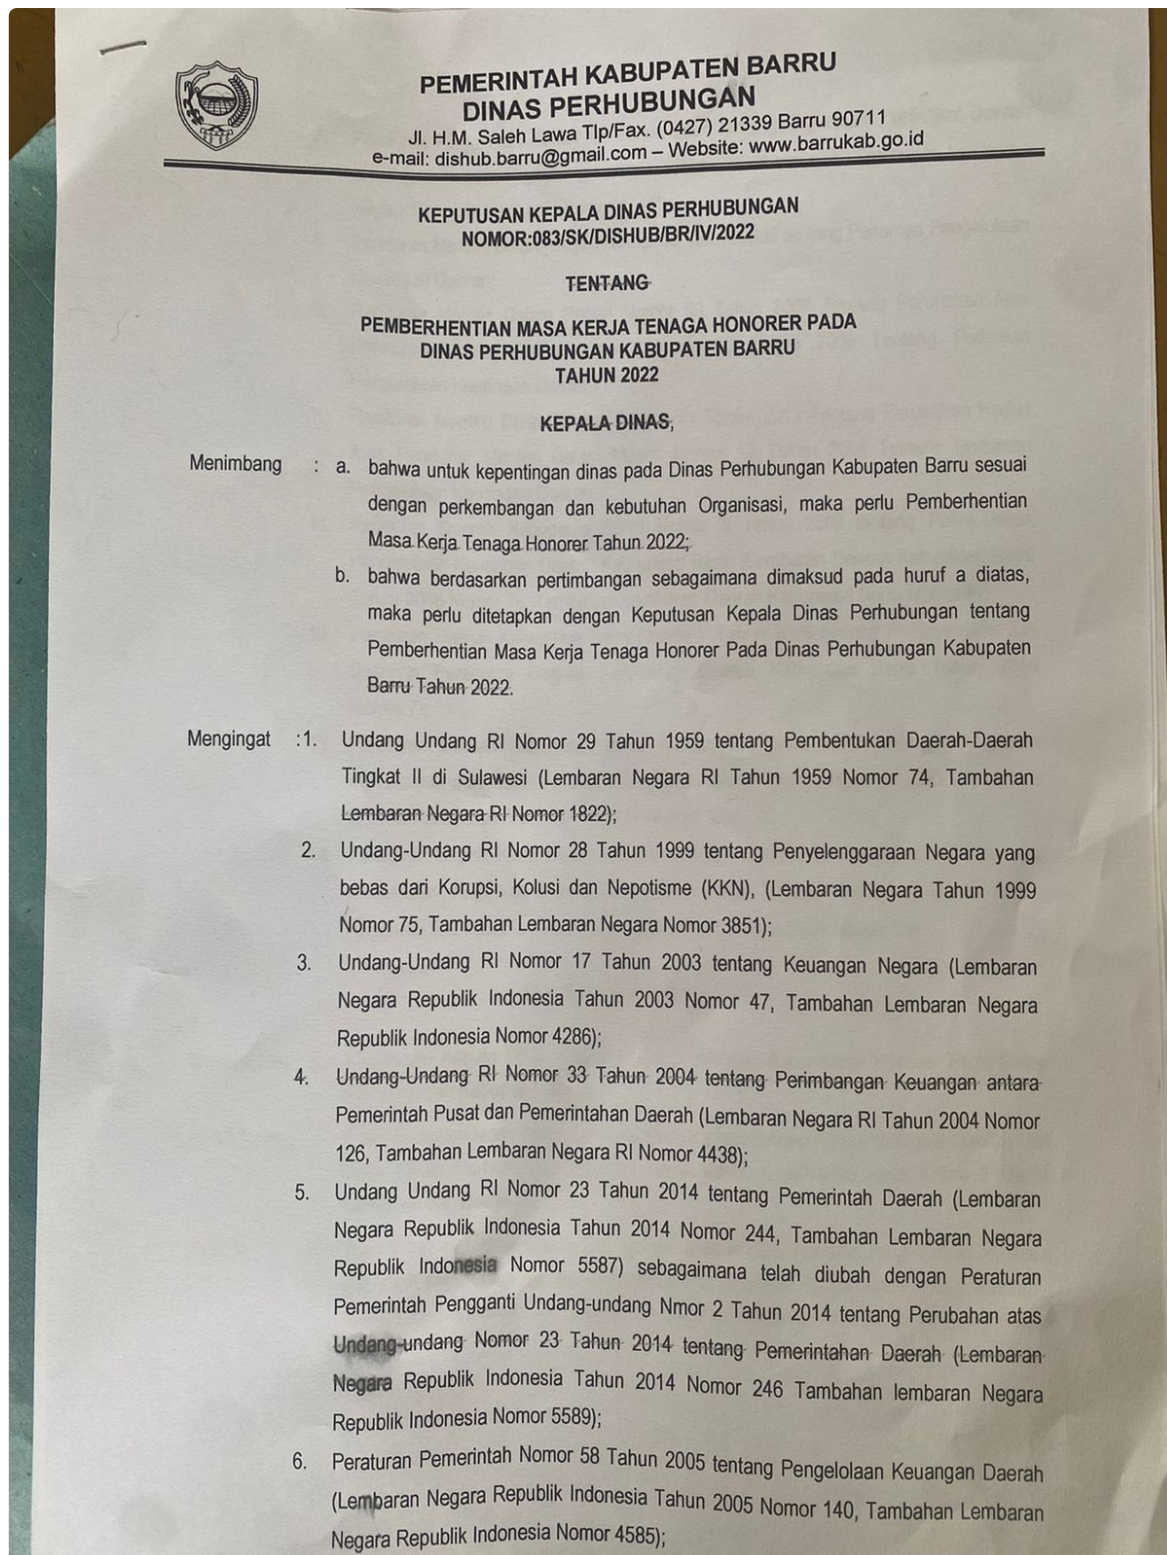 PEMERINTAH KABUPATEN BARRU
DINAS PERHUBUNGAN
Jl. H.M. Saleh Lawa Tlp/Fax. (0427) 21339 Barru 90711
e-mail: dishub.barru@gmail.com – Website: www.barrukab.go.id
KEPUTUSAN KEPALA DINAS PERHUBUNGAN
NOMOR:083/SK/DISHUB/BR/IV/2022
TENTANG
PEMBERHENTIAN MASA KERJA TENAGA HONORER PADA
DINAS PERHUBUNGAN KABUPATEN BARRU
TAHUN 2022
KEPALA DINAS,
Menimbang : a. bahwa untuk kepentingan dinas pada Dinas Perhubungan Kabupaten Barru sesuai
dengan perkembangan dan kebutuhan Organisasi, maka perlu Pemberhentian
Masa Kerja Tenaga Honorer Tahun 2022;
b. bahwa berdasarkan pertimbangan sebagaimana dimaksud pada huruf a diatas,
maka perlu ditetapkan dengan Keputusan Kepala Dinas Perhubungan tentang
Pemberhentian Masa Kerja Tenaga Honorer Pada Dinas Perhubungan Kabupaten
Barru Tahun 2022.
Mengingat :1. Undang Undang RI Nomor 29 Tahun 1959 tentang Pembentukan Daerah-Daerah
Tingkat II di Sulawesi (Lembaran Negara RI Tahun 1959 Nomor 74, Tambahan
Lembaran Negara RI Nomor 1822);
2. Undang-Undang RI Nomor 28 Tahun 1999 tentang Penyelenggaraan Negara yang
bebas dari Korupsi, Kolusi dan Nepotisme (KKN), (Lembaran Negara Tahun 1999
Nomor 75, Tambahan Lembaran Negara Nomor 3851);
3. Undang-Undang RI Nomor 17 Tahun 2003 tentang Keuangan Negara (Lembaran
Negara Republik Indonesia Tahun 2003 Nomor 47, Tambahan Lembaran Negara
Republik Indonesia Nomor 4286);
4. Undang-Undang RI Nomor 33 Tahun 2004 tentang Perimbangan Keuangan antara
Pemerintah Pusat dan Pemerintahan Daerah (Lembaran Negara RI Tahun 2004 Nomor
126, Tambahan Lembaran Negara RI Nomor 4438);
5. Undang Undang RI Nomor 23 Tahun 2014 tentang Pemerintah Daerah (Lembaran
Negara Republik Indonesia Tahun 2014 Nomor 244, Tambahan Lembaran Negara
Republik Indonesia Nomor 5587) sebagaimana telah diubah dengan Peraturan
Pemerintah Pengganti Undang-undang Nmor 2 Tahun 2014 tentang Perubahan atas
Undang-undang Nomor 23 Tahun 2014 tentang Pemerintahan Daerah (Lembaran
Negara Republik Indonesia Tahun 2014 Nomor 246 Tambahan lembaran Negara
Republik Indonesia Nomor 5589);
6. Peraturan Pemerintah Nomor 58 Tahun 2005 tentang Pengelolaan Keuangan Daerah
(Lembaran Negara Republik Indonesia Tahun 2005 Nomor 140, Tambahan Lembaran
Negara Republik Indonesia Nomor 4585);